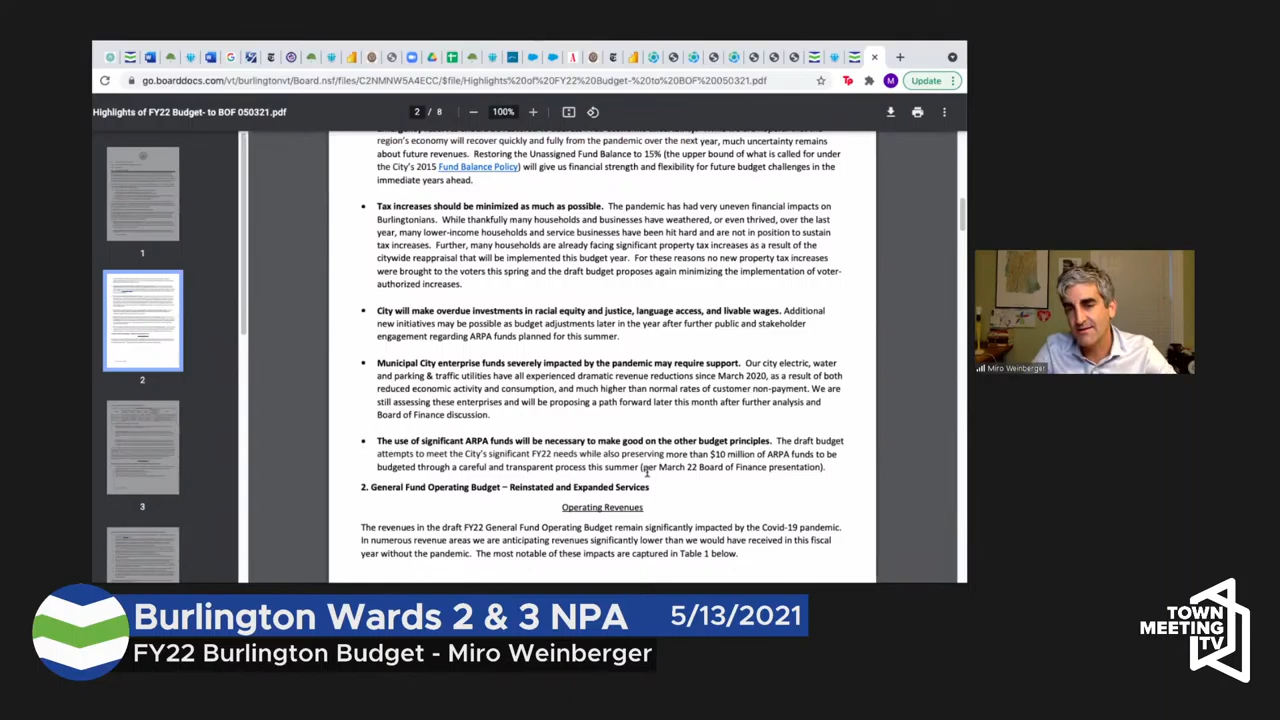 go.boarddocs.com/vt/burlingtonvt/Board.nsf/files/C2NMNW5A4ECC/$file/Highlights%20of%20FY22%20Budget-%20to%20BOF%20050321.pdf
Update
Highlights of FY22 Budget- to BOF 050321.pdf
2 / 8
100%
region's economy will recover quickly and fully from the pandemic over the next year, much uncertainty remains
about future revenues. Restoring the Unassigned Fund Balance to 15% (the upper bound of what is called for under
the City's 2015 Fund Balance Policy) will give us financial strength and flexibility for future budget challenges in the
immediate years ahead.
• Tax increases should be minimized as much as possible. The pandemic has had very uneven financial impacts on
Burlingtonians. While thankfully many households and businesses have weathered, or even thrived, over the last
year, many lower-income households and service businesses have been hit hard and are not in position to sustain
tax increases. Further, many households are already facing significant property tax increases as a result of the
citywide reappraisal that will be implemented this budget year. For these reasons no new property tax increases
were brought to the voters this spring and the draft budget proposes again minimizing the implementation of voter-
authorized increases.
• City will make overdue investments in racial equity and justice, language access, and livable wages. Additional
new initiatives may be possible as budget adjustments later in the year after further public and stakeholder
engagement regarding ARPA funds planned for this summer.
• Municipal City enterprise funds severely impacted by the pandemic may require support. Our city electric, water
and parking & traffic utilities have all experienced dramatic revenue reductions since March 2020, as a result of both
reduced economic activity and consumption, and much higher than normal rates of customer non-payment. We are
still assessing these enterprises and will be proposing a path forward later this month after further analysis and
Board of Finance discussion.
• The use of significant ARPA funds will be necessary to make good on the other budget principles. The draft budget
attempts to meet the City's significant FY22 needs while also preserving more than $10 million of ARPA funds to be
budgeted through a careful and transparent process this summer (per March 22 Board of Finance presentation).
2. General Fund Operating Budget – Reinstated and Expanded Services
Operating Revenues
The revenues in the draft FY22 General Fund Operating Budget remain significantly impacted by the Covid-19 pandemic.
In numerous revenue areas we are anticipating revenues significantly lower than we would have received in this fiscal
year without the pandemic. The most notable of these impacts are captured in Table 1 below.
1
2
3
Miro Weinberger
Burlington Wards 2 & 3 NPA 5/13/2021
FY22 Burlington Budget - Miro Weinberger
TOWN
MEETING
TV